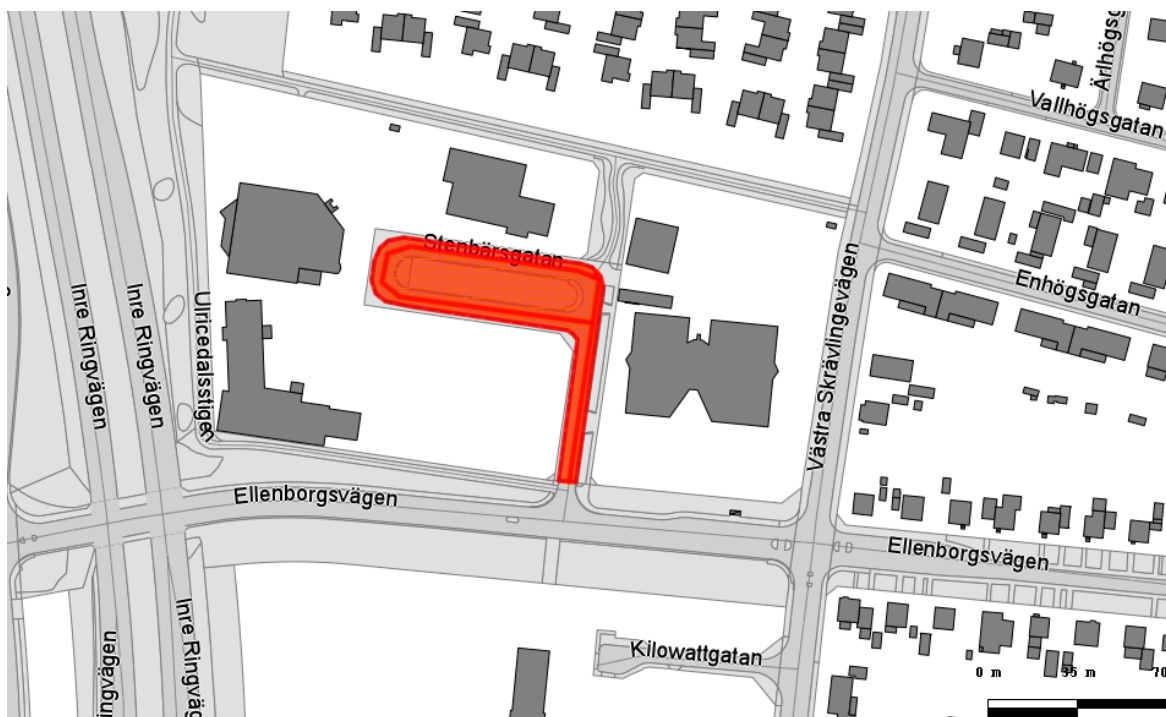 Ärlhögsg
Vallhögsgatan
Stenbärsgatan
Enhögsgatan
Inre Ringvägen
Inre Ringvägen
Ulricedalsstigen
Västra Skrävlingevägen
Ellenborgsvägen
Ellenborgsvägen
Inre Ringväg
ingvägen
Kilowattgatan
0 m 35 m 70